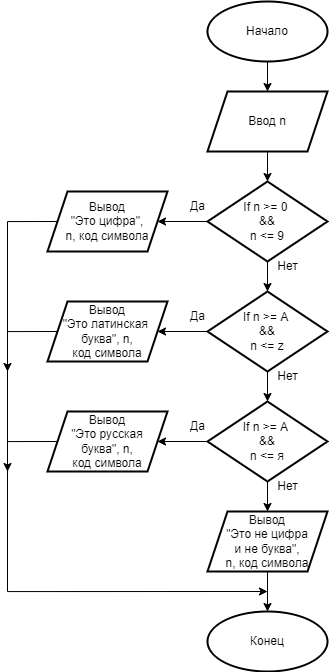 Начало
Ввод n
If n >= 0
&&
n <= 9
Да
Вывод
"Это цифра",
n, код символа
Нет
If n >= A
&&
n <= z
Да
Вывод
"Это латинская
буква", n,
код символа
Нет
If n >= А
&&
n <= я
Да
Вывод
"Это русская
буква", n,
код символа
Нет
Вывод
"Это не цифра
и не буква",
n, код символа
Конец